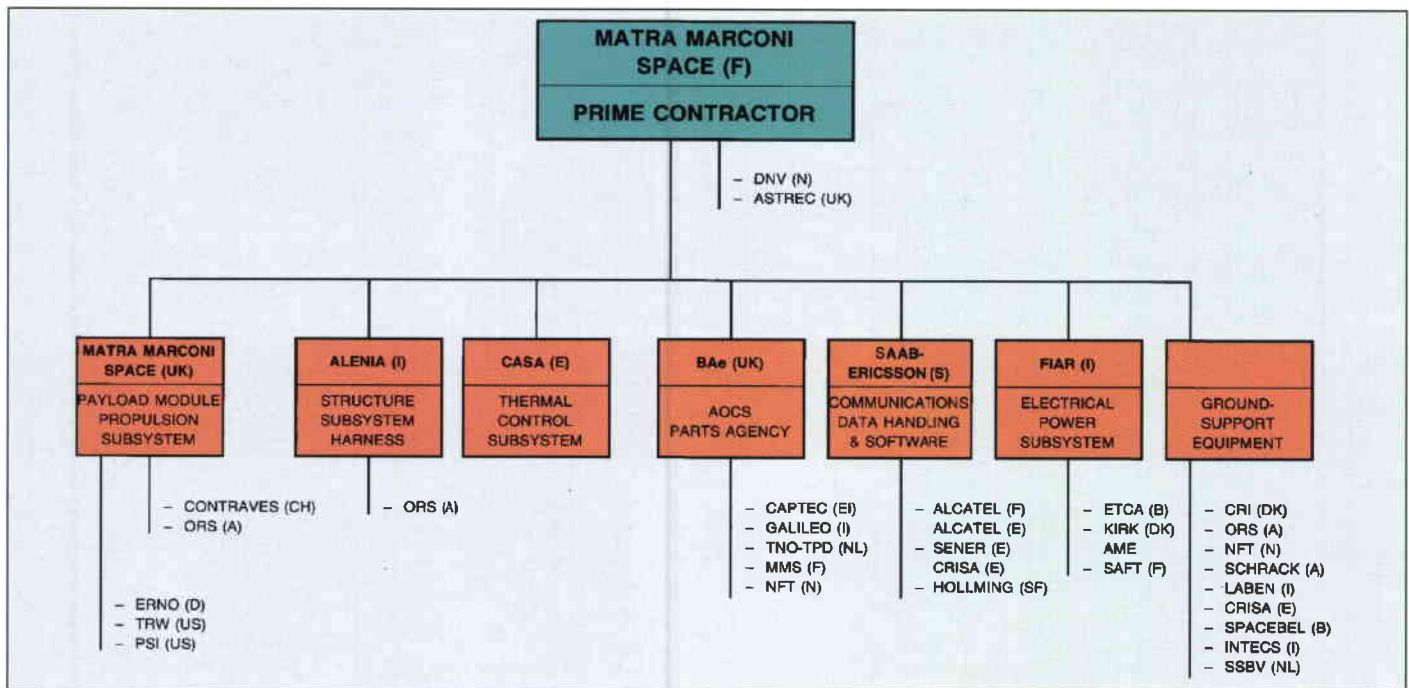 MATRA MARCONI
SPACE (F)
PRIME CONTRACTOR
– DNV (N)
– ASTREC (UK)
MATRA MARCONI
SPACE (UK)
PAYLOAD MODULE
PROPULSION
SUBSYSTEM
– CONTRAVES (CH)
– ORS (A)
– ERNO (D)
– TRW (US)
– PSI (US)
ALENIA (I)
STRUCTURE
SUBSYSTEM
HARNESS
– ORS (A)
CASA (E)
THERMAL
CONTROL
SUBSYSTEM
BAe (UK)
AOCS
PARTS AGENCY
– CAPTEC (EI)
– GALILEO (I)
– TNO-TPD (NL)
– MMS (F)
– NFT (N)
SAAB-
ERICSSON (S)
COMMUNICATIONS
DATA HANDLING
& SOFTWARE
– ALCATEL (F)
ALCATEL (E)
– SENER (E)
CRISA (E)
– HOLLMING (SF)
FIAR (I)
ELECTRICAL
POWER
SUBSYSTEM
– ETCA (B)
– KIRK (DK)
AME
– SAFT (F)
GROUND-
SUPPORT
EQUIPMENT
– CRI (DK)
– ORS (A)
– NFT (N)
– SCHRACK (A)
– LABEN (I)
– CRISA (E)
– SPACEBEL (B)
– INTECS (I)
– SSBV (NL)